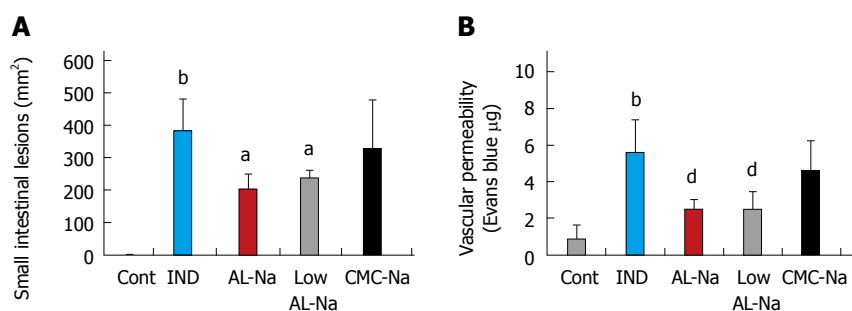 A
Small intestinal lesions (mm²)
600
500
400
300
200
100
0
b
a
a
Cont IND AL-Na Low AL-Na CMC-Na
B
Vascular permeability
(Evans blue μg)
10
8
6
4
2
0
b
d
d
Cont IND AL-Na Low AL-Na CMC-Na